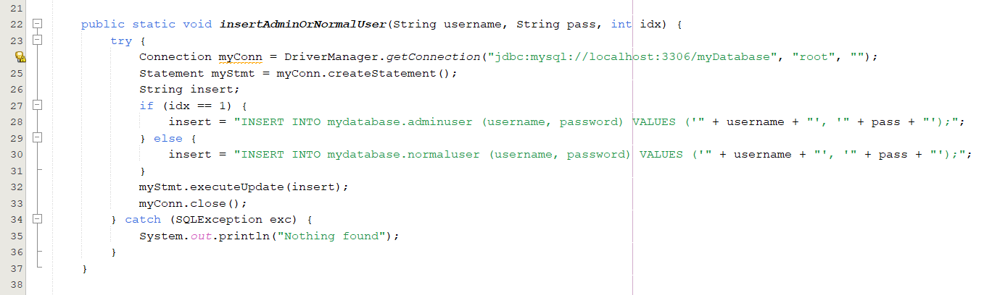 21
22 public static void insertAdminOrNormalUser(String username, String pass, int idx) {
23 try {
Connection myConn = DriverManager.getConnection("jdbc:mysql://localhost:3306/myDatabase", "root", "");
25 Statement myStmt = myConn.createStatement();
26 String insert;
27 if (idx == 1) {
28 insert = "INSERT INTO mydatabase.adminuser (username, password) VALUES ('" + username + "', '" + pass + "');";
29 } else {
30 insert = "INSERT INTO mydatabase.normaluser (username, password) VALUES ('" + username + "', '" + pass + "');";
31 }
32 myStmt.executeUpdate(insert);
33 myConn.close();
34 } catch (SQLException exc) {
35 System.out.println("Nothing found");
36 }
37 }
38